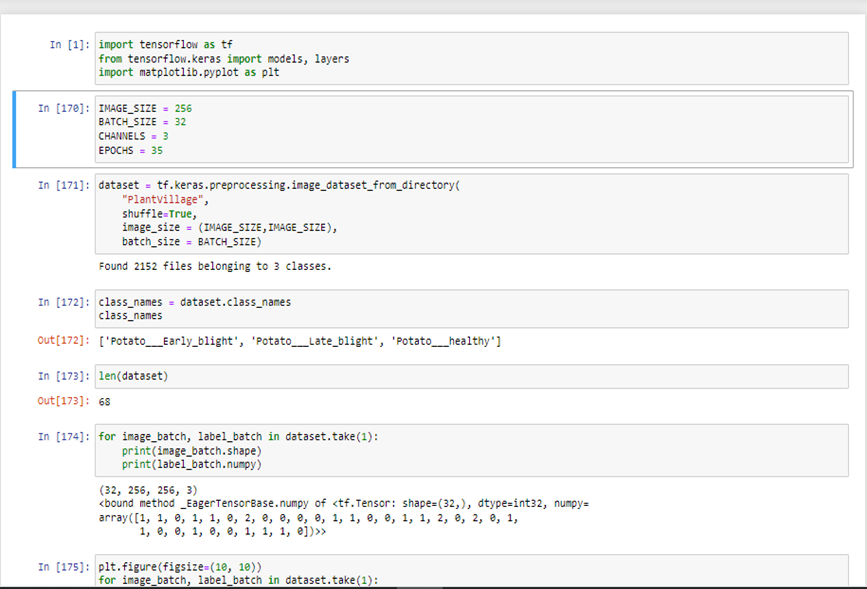 In [1]: import tensorflow as tf
from tensorflow.keras import models, layers
import matplotlib.pyplot as plt
In [170]: IMAGE_SIZE = 256
BATCH_SIZE = 32
CHANNELS = 3
EPOCHS = 35
In [171]: dataset = tf.keras.preprocessing.image_dataset_from_directory(
"PlantVillage",
shuffle=True,
image_size = (IMAGE_SIZE,IMAGE_SIZE),
batch_size = BATCH_SIZE)
Found 2152 files belonging to 3 classes.
In [172]: class_names = dataset.class_names
class_names
Out[172]: ['Potato___Early_blight', 'Potato___Late_blight', 'Potato___healthy']
In [173]: len(dataset)
Out[173]: 68
In [174]: for image_batch, label_batch in dataset.take(1):
print(image_batch.shape)
print(label_batch.numpy)
(32, 256, 256, 3)
<bound method _EagerTensorBase.numpy of <tf.Tensor: shape=(32,), dtype=int32, numpy=
array([1, 1, 0, 1, 1, 0, 2, 0, 0, 0, 0, 1, 1, 0, 0, 1, 1, 2, 0, 2, 0, 1,
1, 0, 0, 1, 0, 0, 1, 1, 1, 0])>>
In [175]: plt.figure(figsize=(10, 10))
for image_batch, label_batch in dataset.take(1):